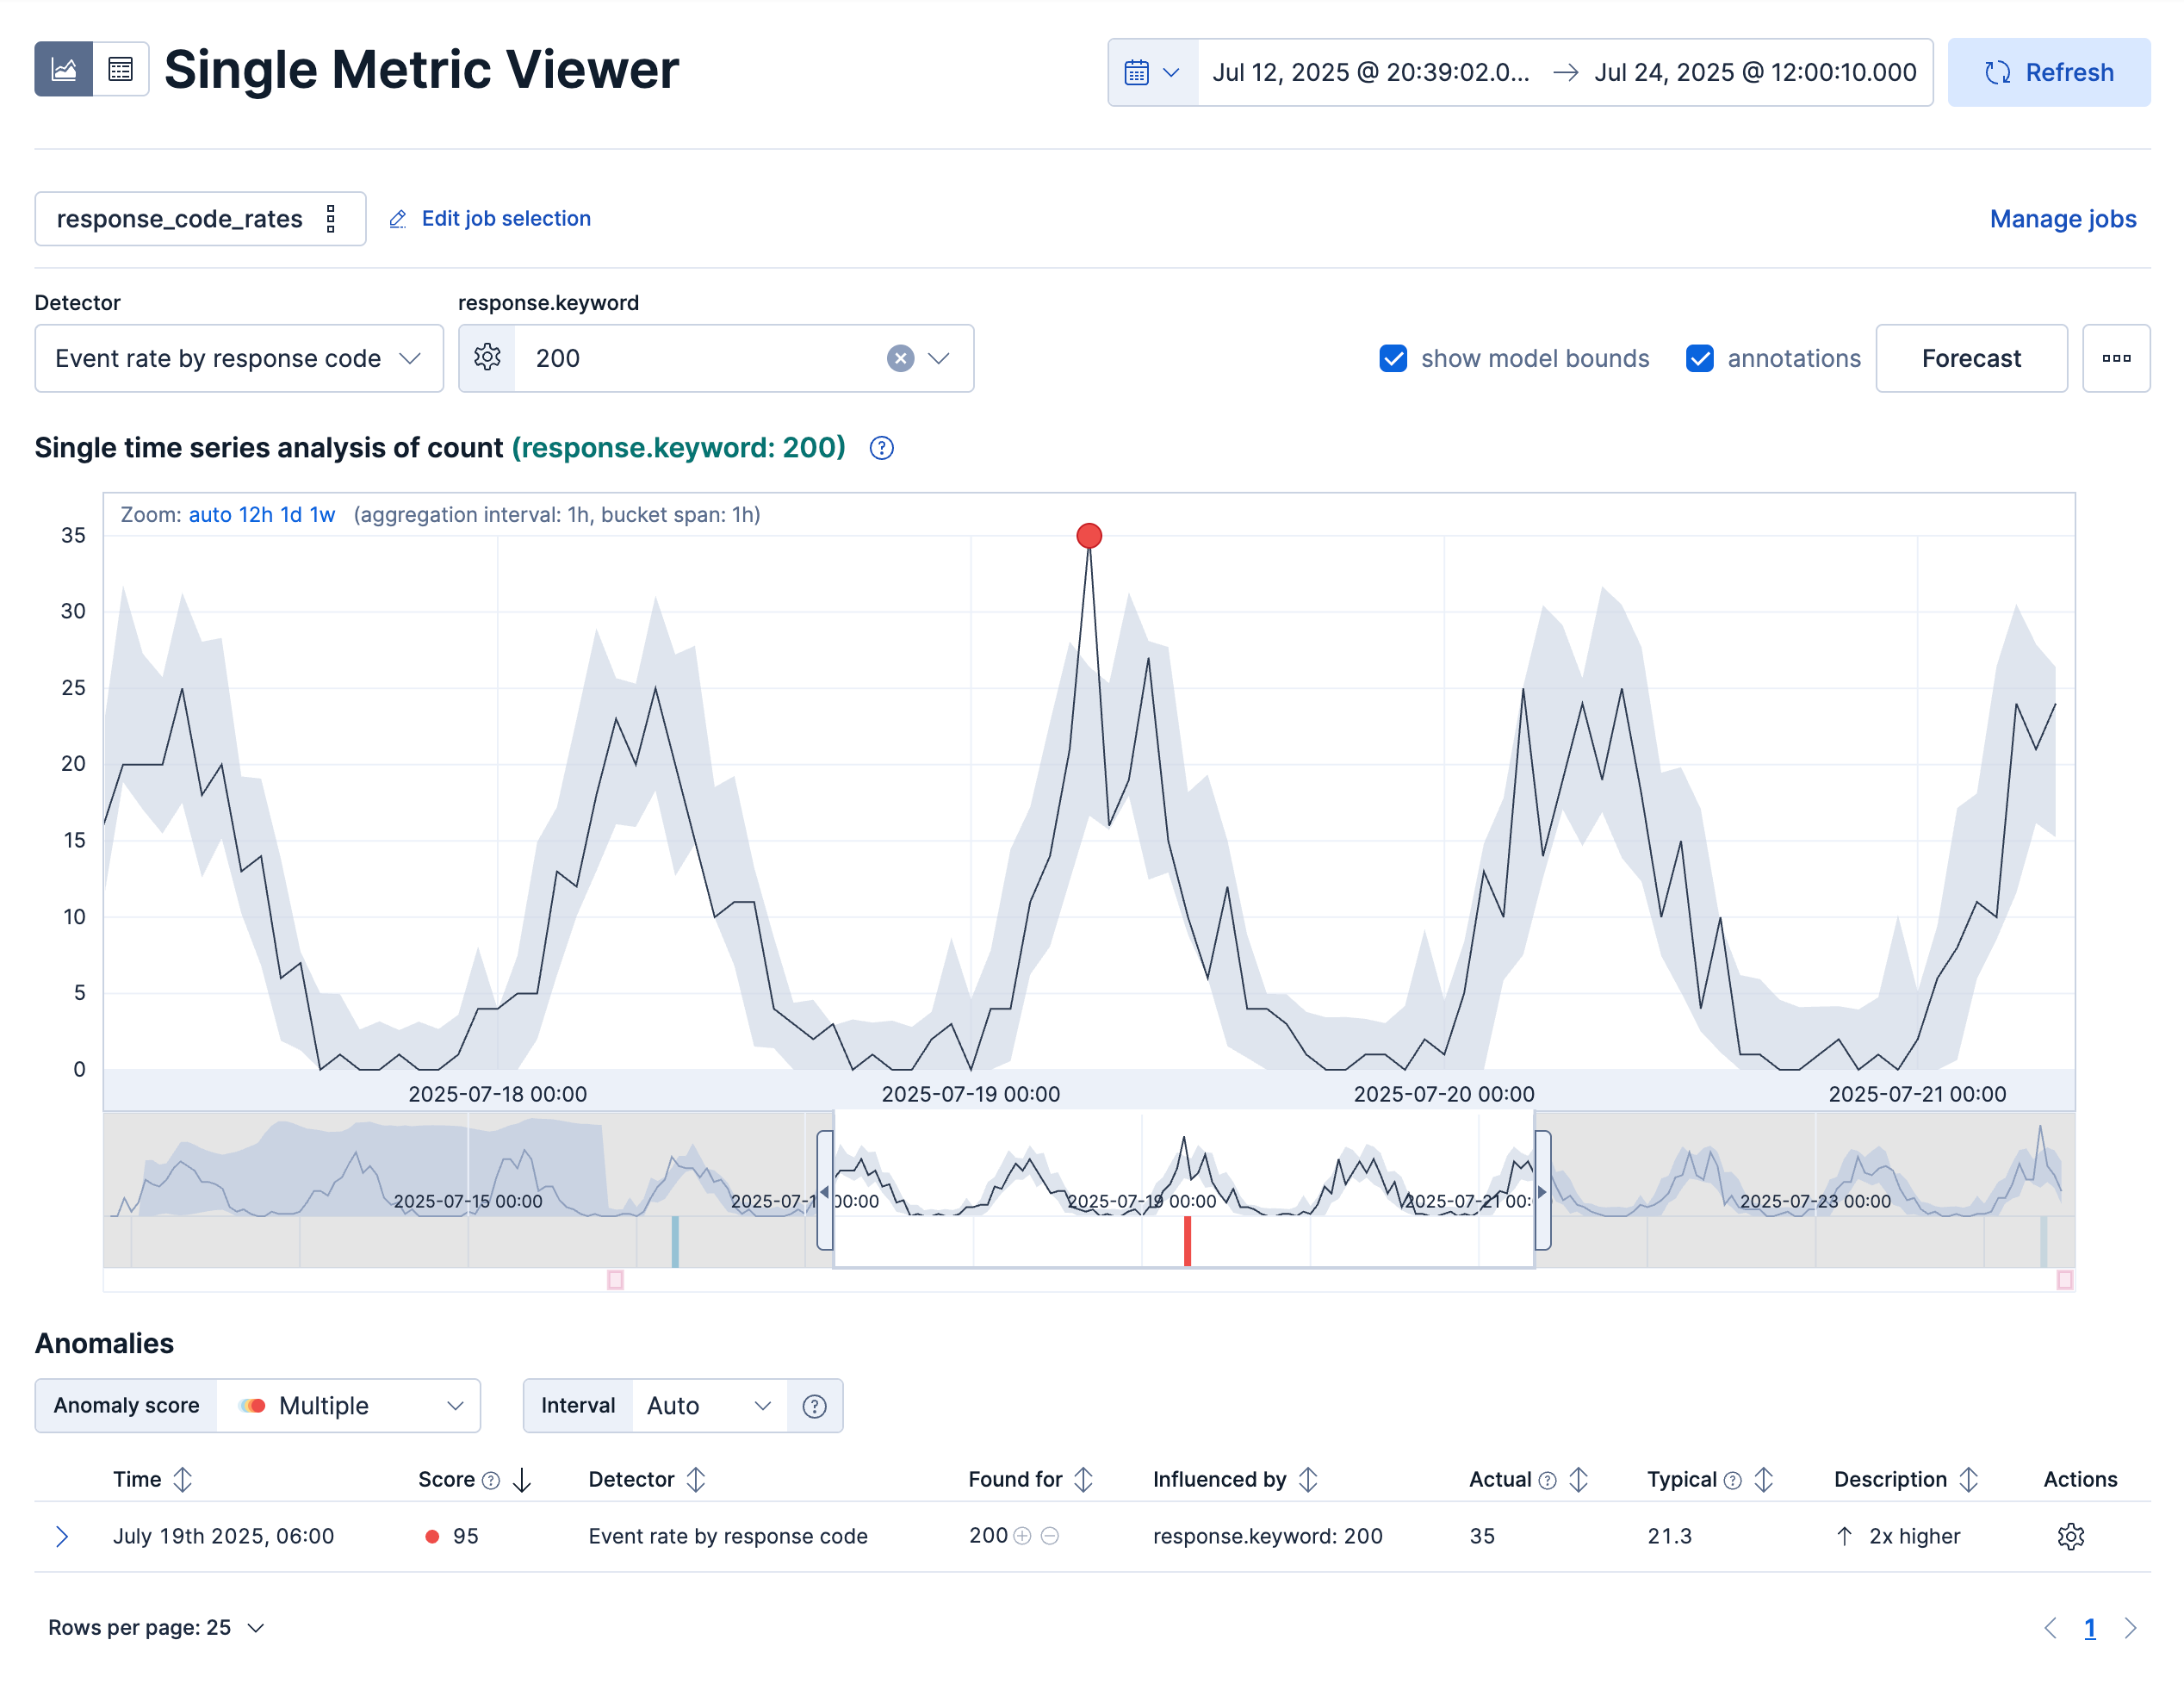 Single Metric Viewer
Jul 12, 2025 @ 20:39:02.0... → Jul 24, 2025 @ 12:00:10.000
Refresh
response_code_rates
Edit job selection
Manage jobs
Detector
response.keyword
Event rate by response code
200
show model bounds
annotations
Forecast
Single time series analysis of count (response.keyword: 200)
Zoom: auto 12h 1d 1w (aggregation interval: 1h, bucket span: 1h)
35
30
25
20
15
10
5
0
2025-07-18 00:00
2025-07-19 00:00
2025-07-20 00:00
2025-07-21 00:00
2025-07-15 00:00
2025-07-1 00:00
2025-07-19 00:00
2025-07-21 00:
2025-07-23 00:00
Anomalies
Anomaly score Multiple
Interval Auto
Time Score Detector Found for Influenced by Actual Typical Description Actions
July 19th 2025, 06:00 95 Event rate by response code 200 response.keyword: 200 35 21.3 ↑ 2x higher
Rows per page: 25
1